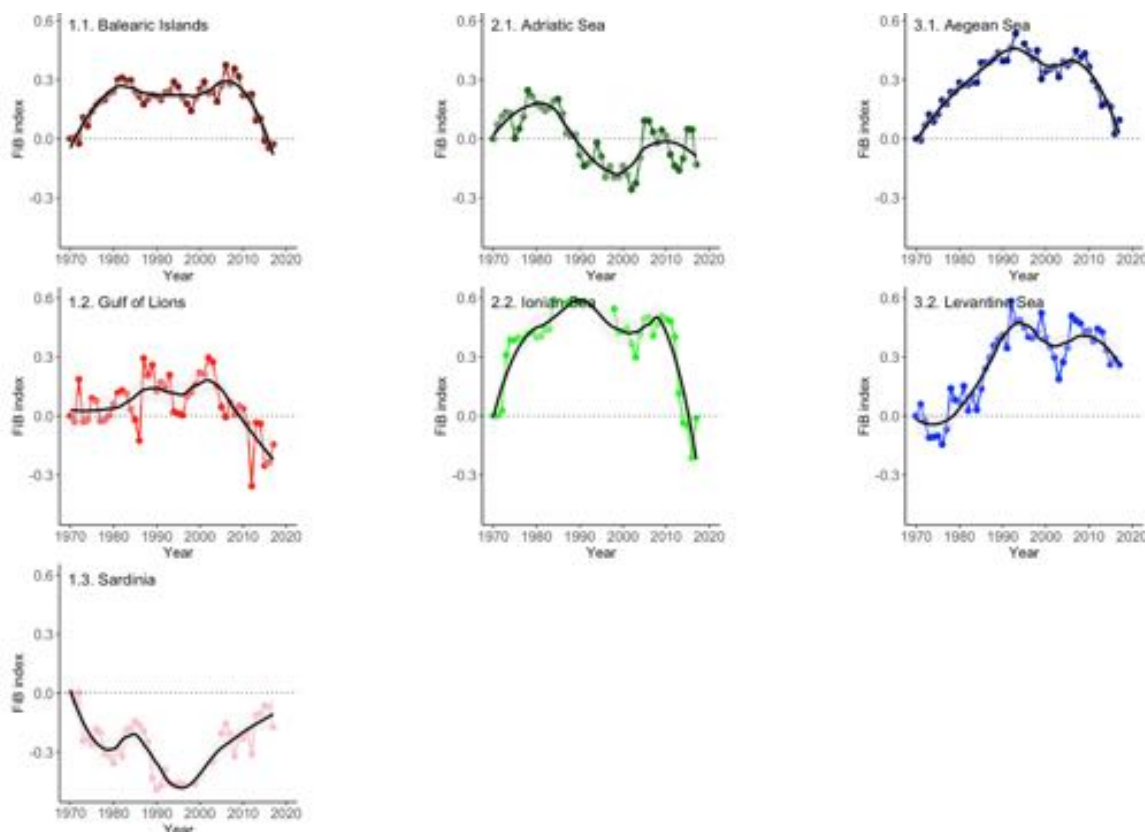 1.1. Balearic Islands
FiB index
0.6
0.3
0.0
-0.3
1970 1980 1990 2000 2010 2020
Year
2.1. Adriatic Sea
FiB index
0.6
0.3
0.0
-0.3
1970 1980 1990 2000 2010 2020
Year
3.1. Aegean Sea
FiB index
0.6
0.3
0.0
-0.3
1970 1980 1990 2000 2010 2020
Year
1.2. Gulf of Lions
FiB index
0.6
0.3
0.0
-0.3
1970 1980 1990 2000 2010 2020
Year
2.2. Ionian Sea
FiB index
0.6
0.3
0.0
-0.3
1970 1980 1990 2000 2010 2020
Year
3.2. Levantine Sea
FiB index
0.6
0.3
0.0
-0.3
1970 1980 1990 2000 2010 2020
Year
1.3. Sardinia
FiB index
0.6
0.3
0.0
-0.3
1970 1980 1990 2000 2010 2020
Year